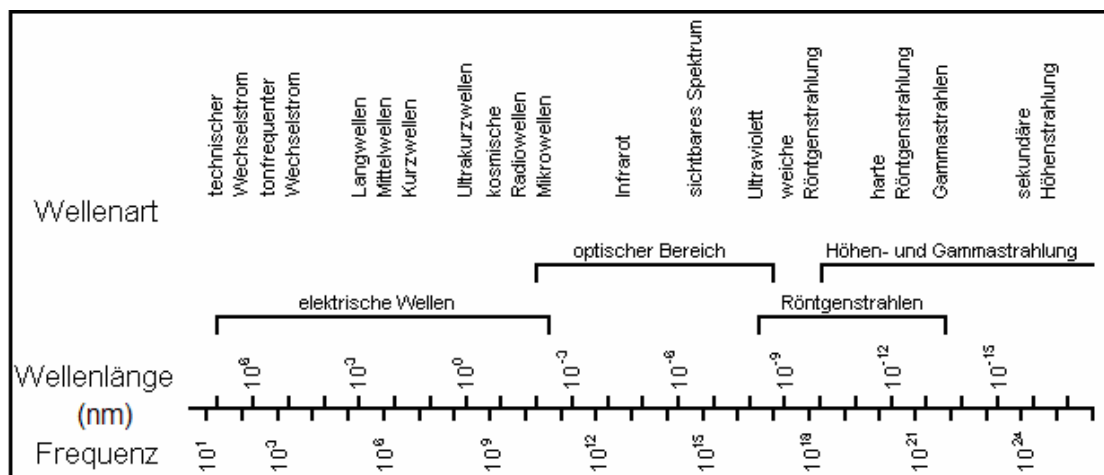 technischer
Wechselstrom
tonfrequenter
Wechselstrom
Langwellen
Mittelwellen
Kurzwellen
Ultrakurzwellen
kosmische
Radiowellen
Mikrowellen
Infrarot
sichtbares Spektrum
Ultraviolett
weiche
Röntgenstrahlung
harte
Röntgenstrahlung
Gammastrahlen
sekundäre
Höhenstrahlung
Wellenart
optischer Bereich
Höhen- und Gammastrahlung
elektrische Wellen
Röntgenstrahlen
Wellenlänge
(nm)
10⁶ 10³ 10⁰ 10⁻³ 10⁻⁶ 10⁻⁹ 10⁻¹² 10⁻¹⁵
Frequenz
10¹ 10³ 10⁶ 10⁹ 10¹² 10¹⁵ 10¹⁸ 10²¹ 10²⁴